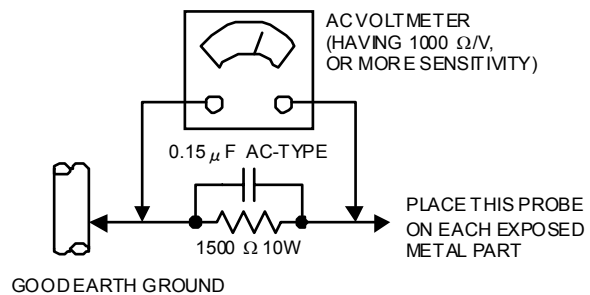 AC VOLTMETER
(HAVING 1000 Ω/V,
OR MORE SENSITIVITY)
0.15 μ F AC-TYPE
1500 Ω 10W
PLACE THIS PROBE
ON EACH EXPOSED
METAL PART
GOOD EARTH GROUND